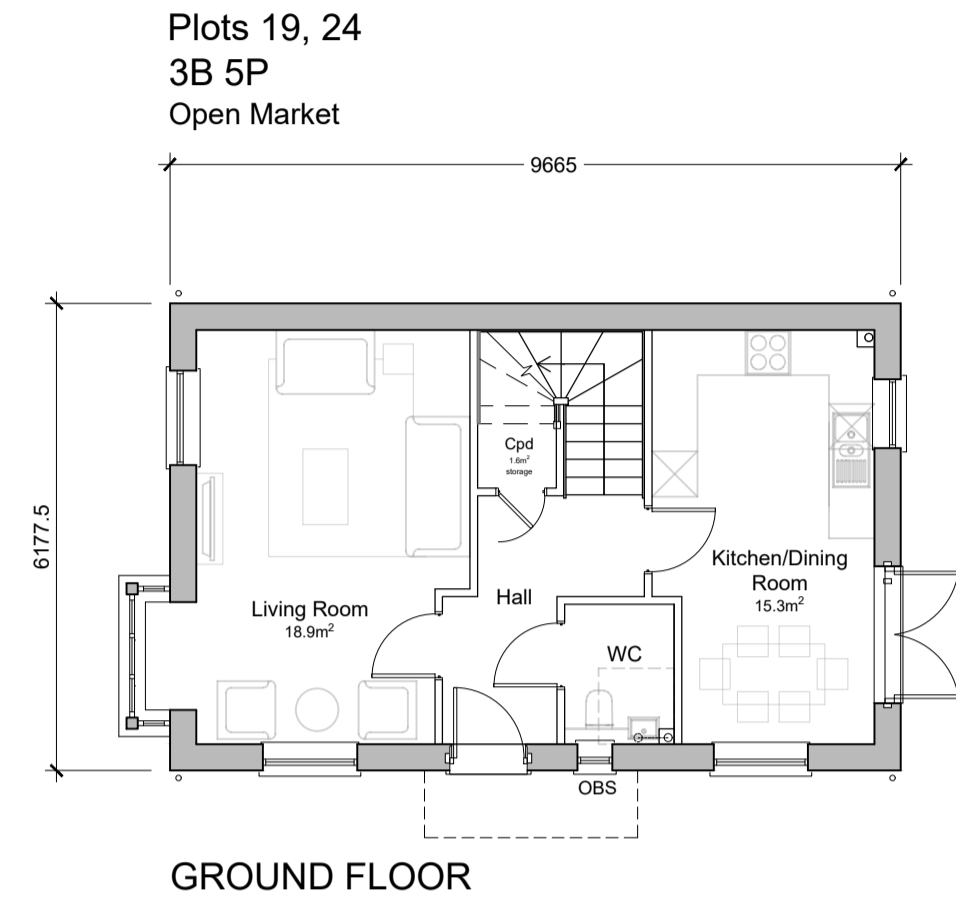 Plots 19, 24
3B 5P
Open Market
9665
6177.5
Cpd
1.6m²
storage
Kitchen/Dining
Room
15.3m²
Hall
Living Room
18.9m²
WC
OBS
GROUND FLOOR